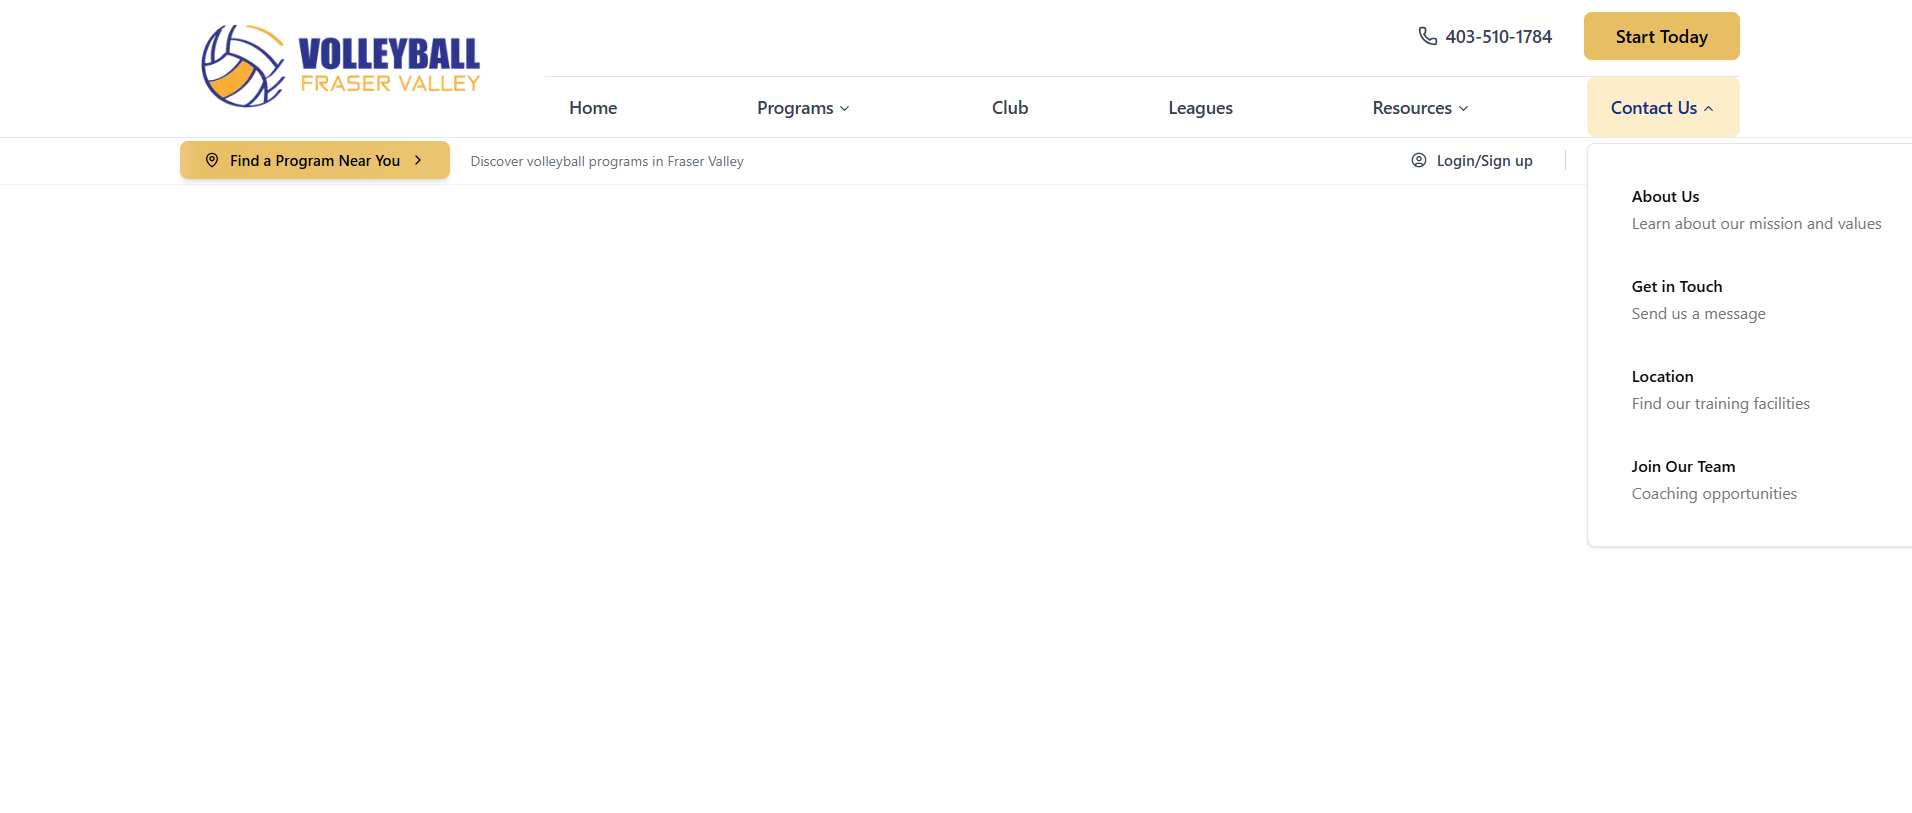 VOLLEYBALL
FRASER VALLEY
403-510-1784
Start Today
Home
Programs
Club
Leagues
Resources
Contact Us
Find a Program Near You
Discover volleyball programs in Fraser Valley
Login/Sign up
About Us
Learn about our mission and values
Get in Touch
Send us a message
Location
Find our training facilities
Join Our Team
Coaching opportunities